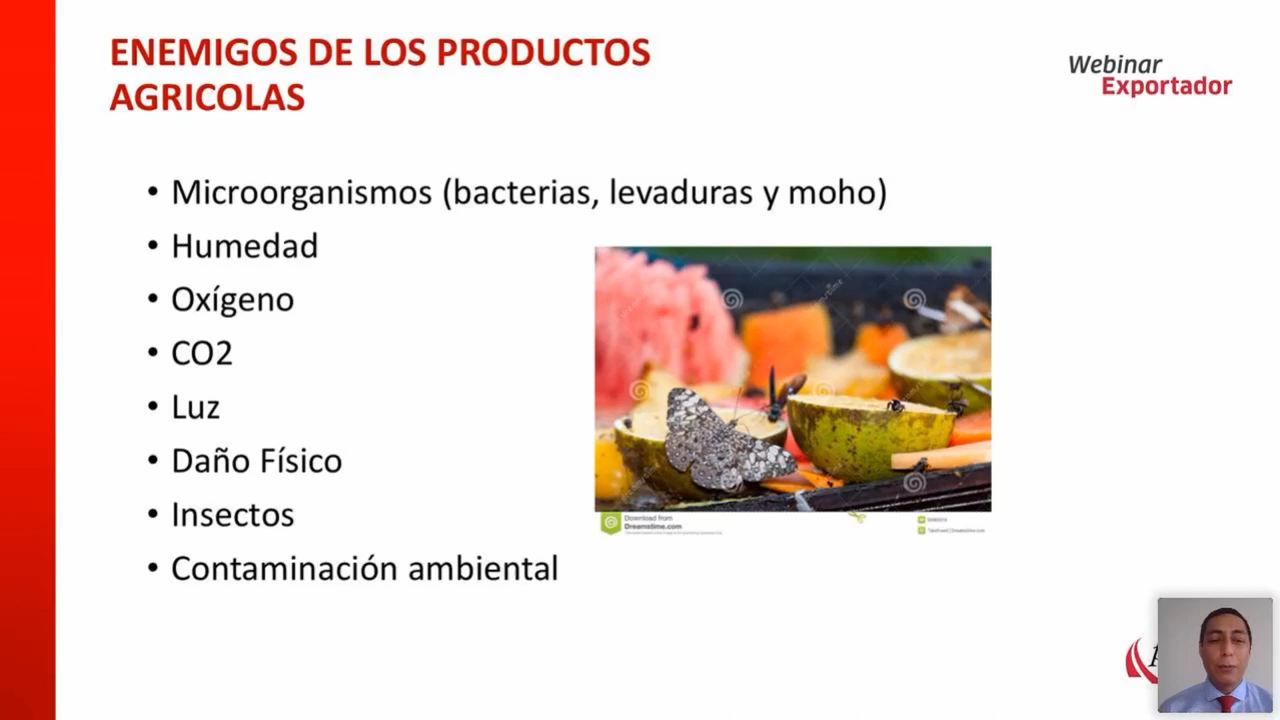 ENEMIGOS DE LOS PRODUCTOS
AGRICOLAS
Webinar
Exportador
• Microorganismos (bacterias, levaduras y moho)
• Humedad
• Oxígeno
• CO2
• Luz
• Daño Físico
• Insectos
• Contaminación ambiental
Download from
Dreamstime.com